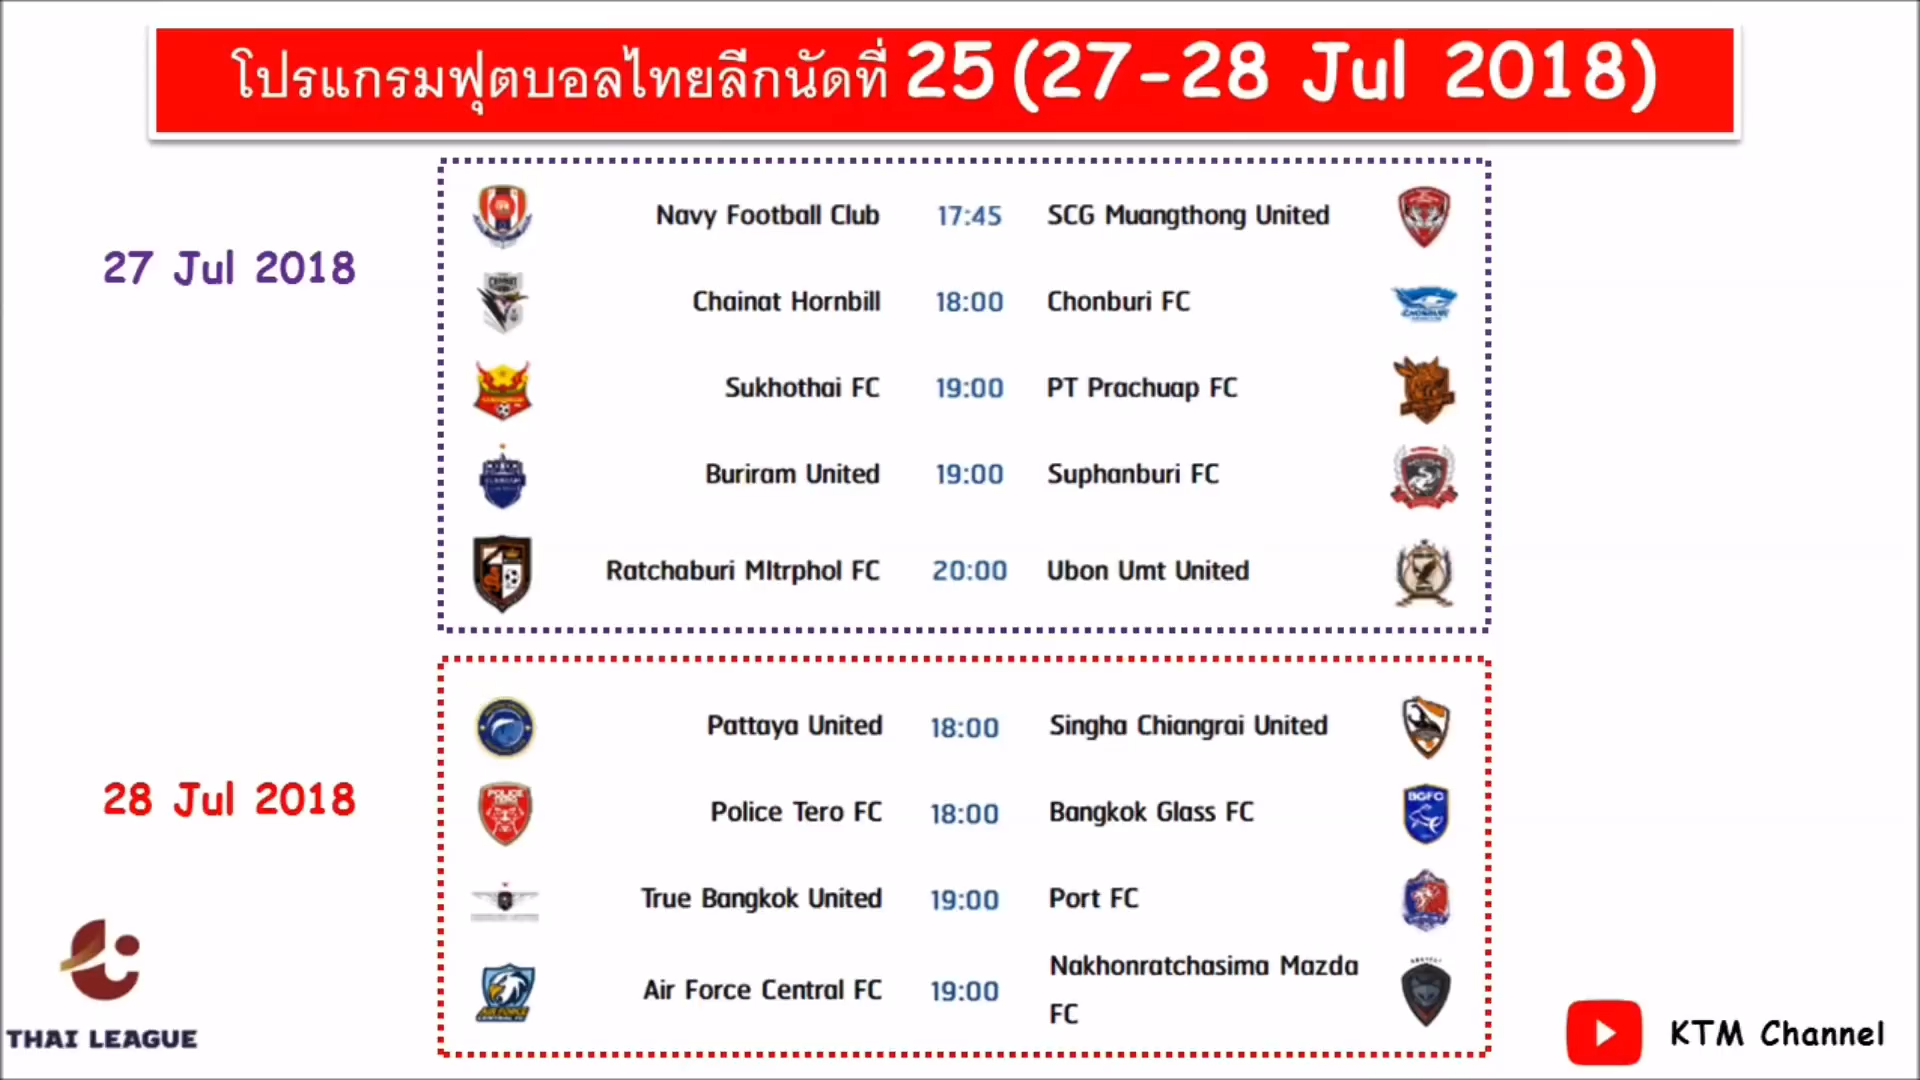 โปรแกรมฟุตบอลไทยลีกนัดที่ 25 (27-28 Jul 2018)
27 Jul 2018
Navy Football Club 17:45 SCG Muangthong United
Chainat Hornbill 18:00 Chonburi FC
Sukhothai FC 19:00 PT Prachuap FC
Buriram United 19:00 Suphanburi FC
Ratchaburi MItrphol FC 20:00 Ubon Umt United
28 Jul 2018
Pattaya United 18:00 Singha Chiangrai United
Police Tero FC 18:00 Bangkok Glass FC
POLICE TERO
BGFC
True Bangkok United 19:00 Port FC
Air Force Central FC 19:00 Nakhonratchasima Mazda
FC
THAI LEAGUE
KTM Channel